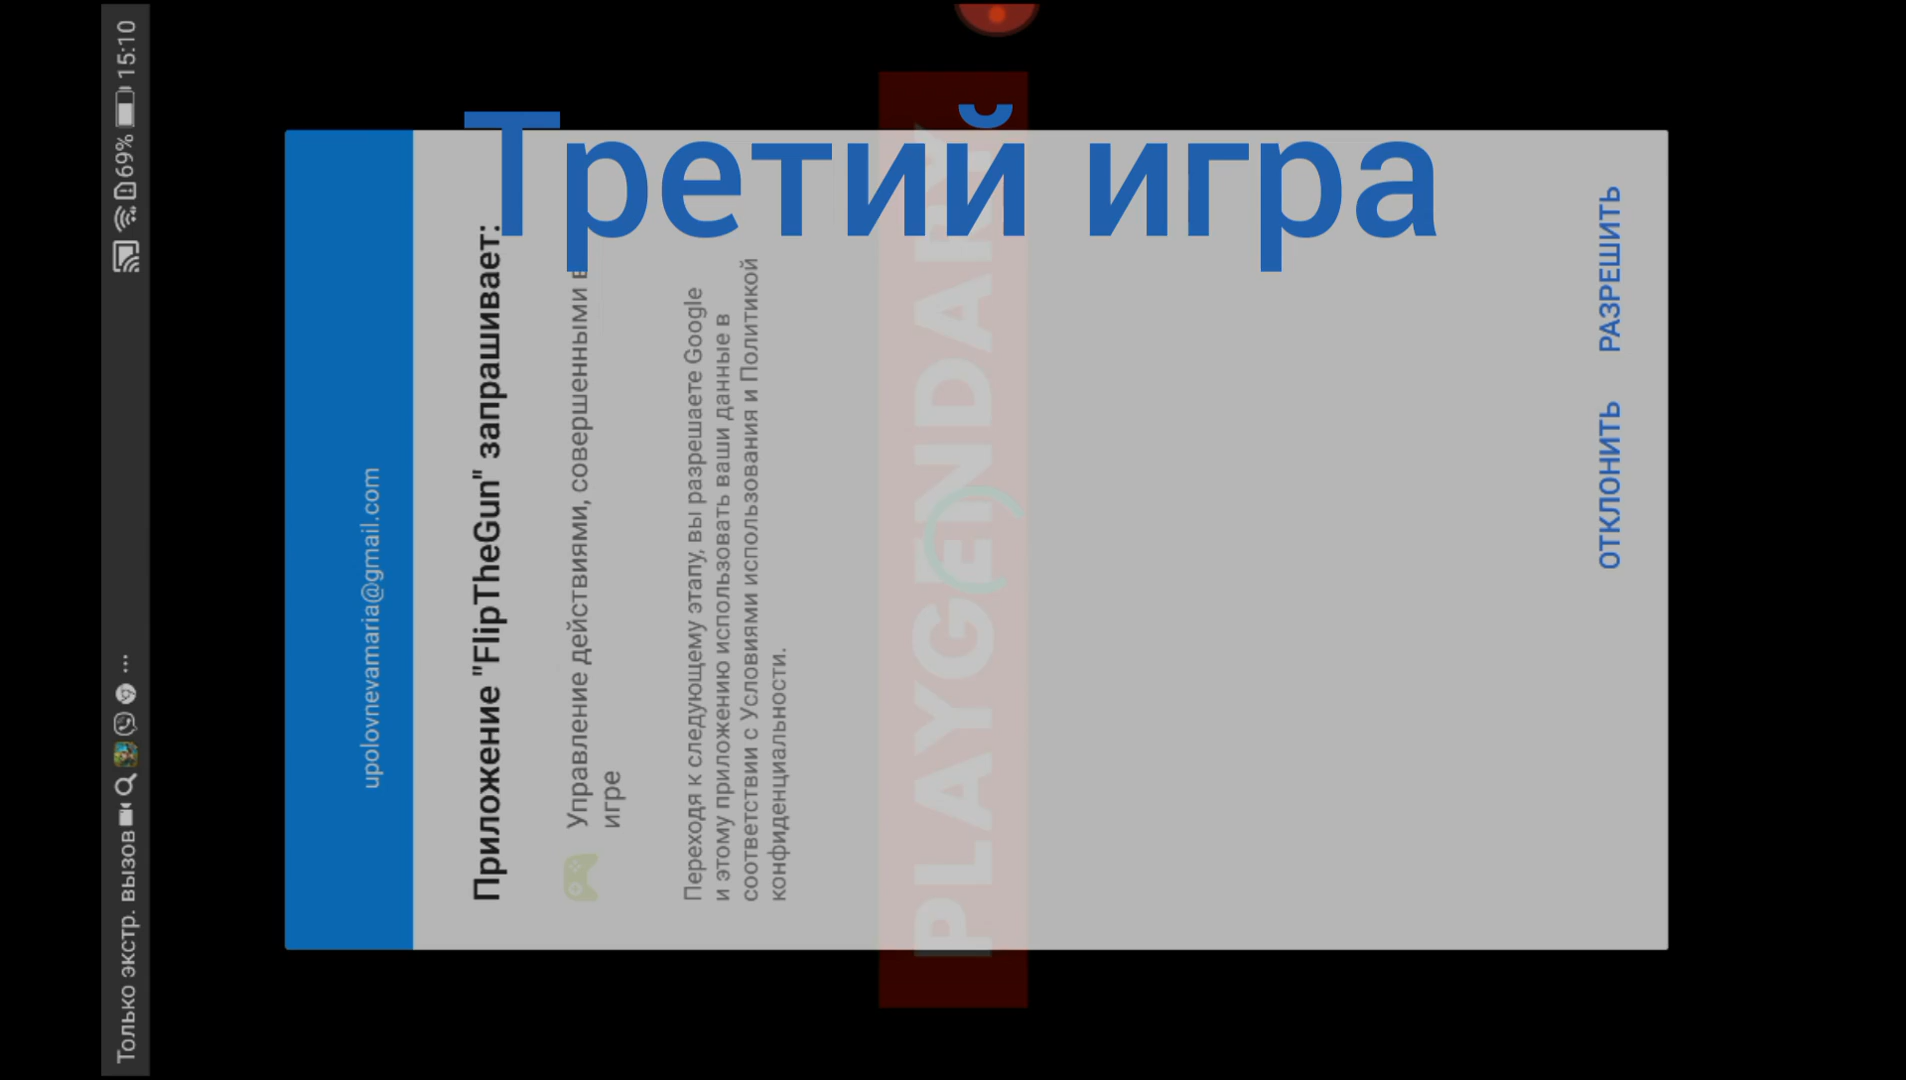 Третий игра
Только экстр. вызов
69%
15:10
upolovnevamaria@gmail.com
Приложение "FlipTheGun" запрашивает:
Управление действиями, совершенными в
игре
Переходя к следующему этапу, вы разрешаете Google
и этому приложению использовать ваши данные в
соответствии с Условиями использования и Политикой
конфиденциальности.
PLAYGENDARY
ОТКЛОНИТЬ
РАЗРЕШИТЬ